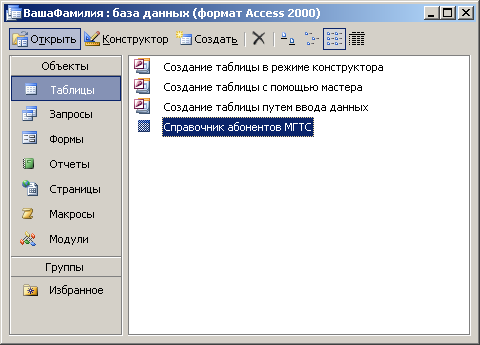 ВашаФамилия : база данных (формат Access 2000)
Открыть Конструктор Создать
Объекты
Таблицы
Запросы
Формы
Отчеты
Страницы
Макросы
Модули
Группы
Избранное
Создание таблицы в режиме конструктора
Создание таблицы с помощью мастера
Создание таблицы путем ввода данных
Справочник абонентов МГТС